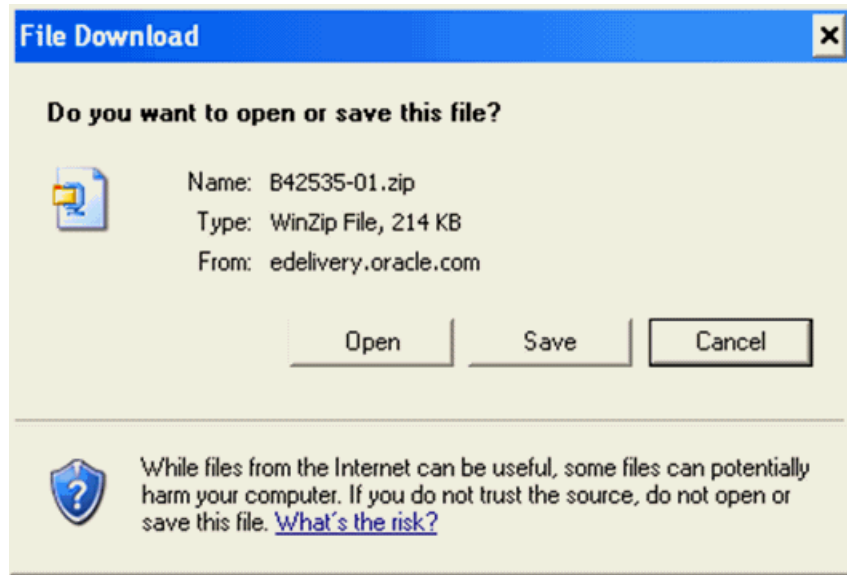 File Download
Do you want to open or save this file?
Name: B42535-01.zip
Type: WinZip File, 214 KB
From: edelivery.oracle.com
Open Save Cancel
While files from the Internet can be useful, some files can potentially
harm your computer. If you do not trust the source, do not open or
save this file. What's the risk?